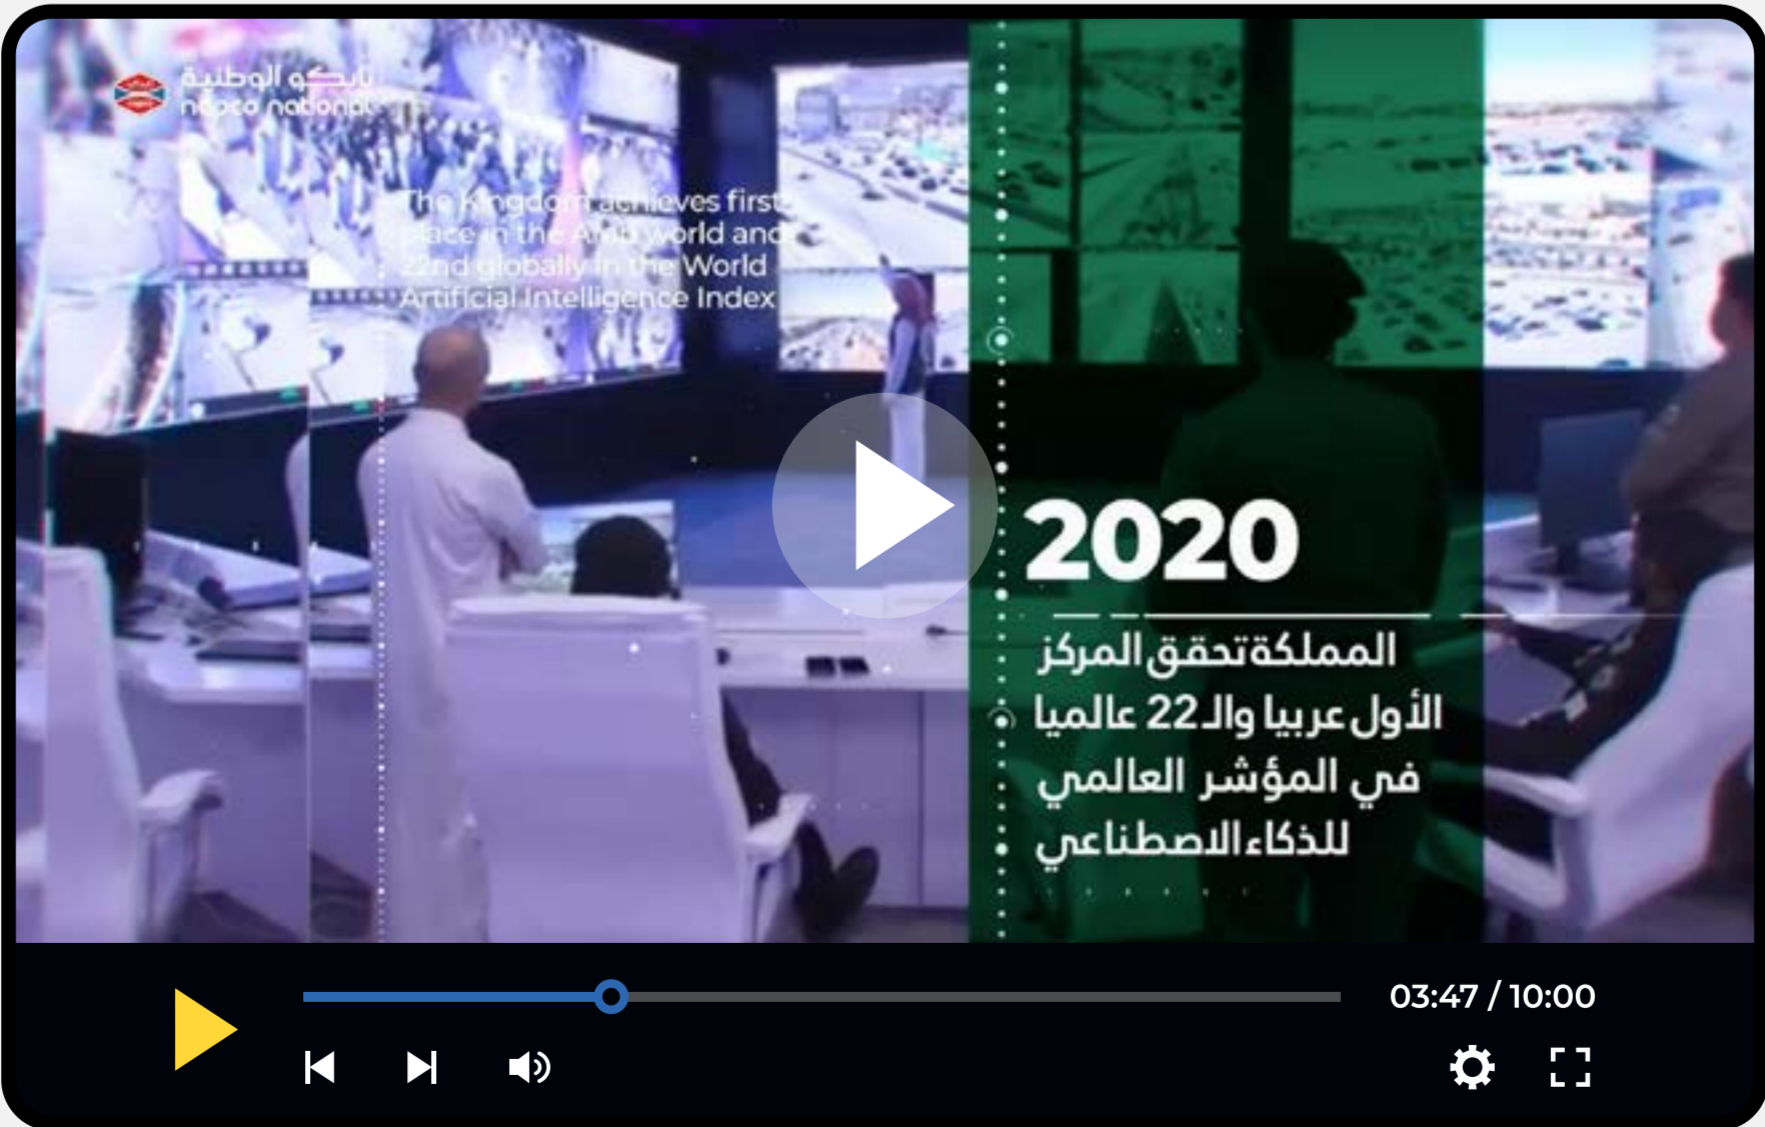 نابكو الوطنية
napco national
The Kingdom achieves first
place in the Arab world and
22nd globally in the World
Artificial Intelligence Index
2020
المملكة تحقق المركز
الأول عربيا والـ 22 عالميا
في المؤشر العالمي
للذكاء الاصطناعي
03:47 / 10:00